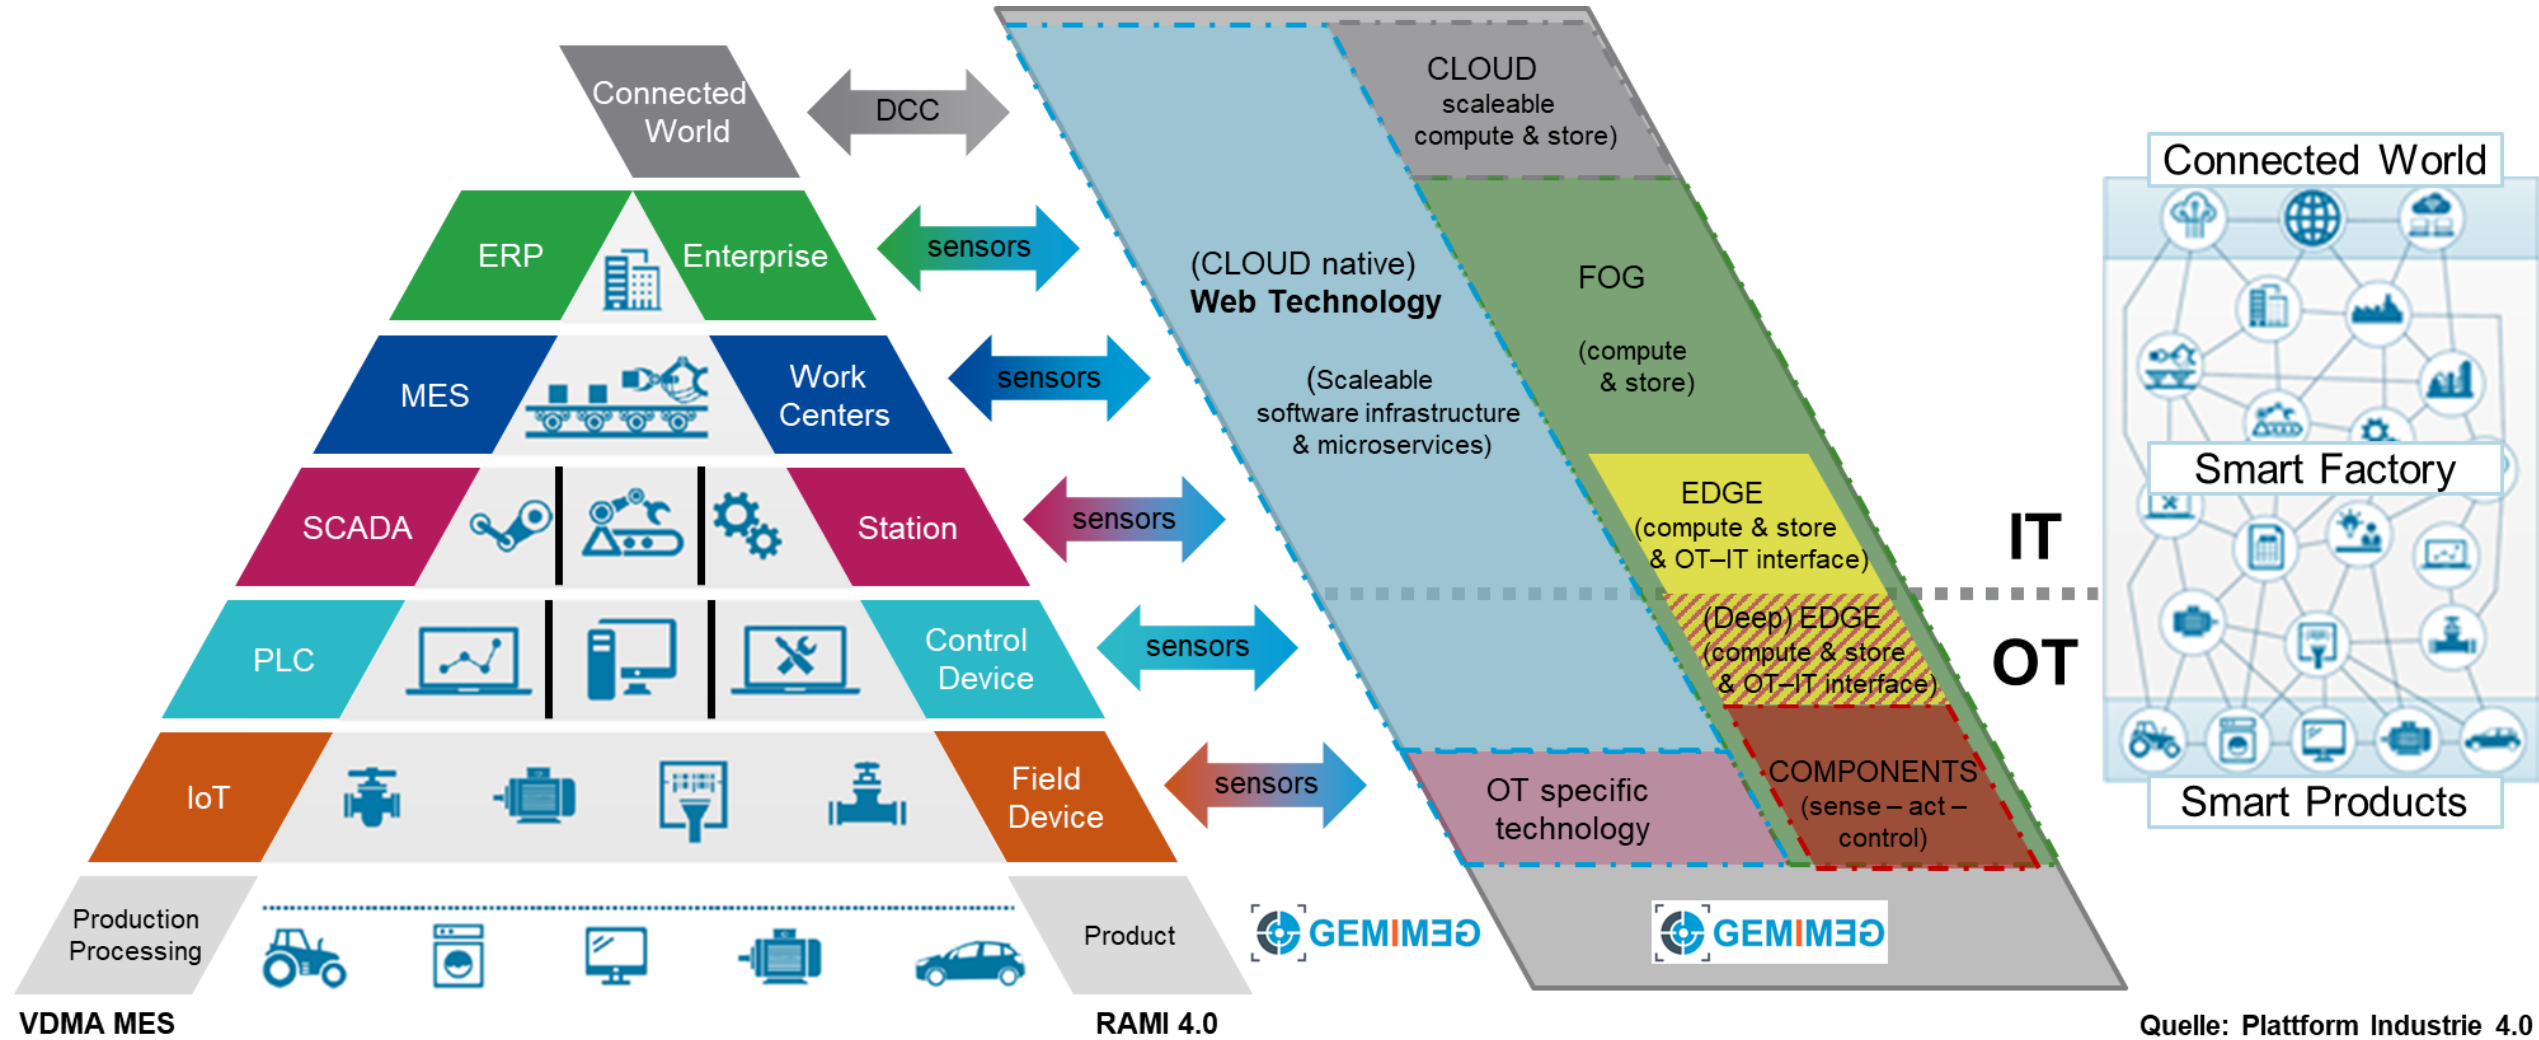 Connected
World
DCC
ERP
Enterprise
sensors
MES
Work
Centers
sensors
SCADA
Station
sensors
PLC
Control
Device
sensors
IoT
Field
Device
sensors
Production
Processing
Product
VDMA MES
RAMI 4.0
GEMIMEG
(CLOUD native)
Web Technology
(Scaleable
software infrastructure
& microservices)
OT specific
technology
CLOUD
scaleable
compute & store)
FOG
(compute
& store)
EDGE
(compute & store
& OT–IT interface)
(Deep) EDGE
(compute & store
& OT–IT interface)
COMPONENTS
(sense – act –
control)
GEMIMEG
IT
OT
Connected World
Smart Factory
Smart Products
Quelle: Plattform Industrie 4.0